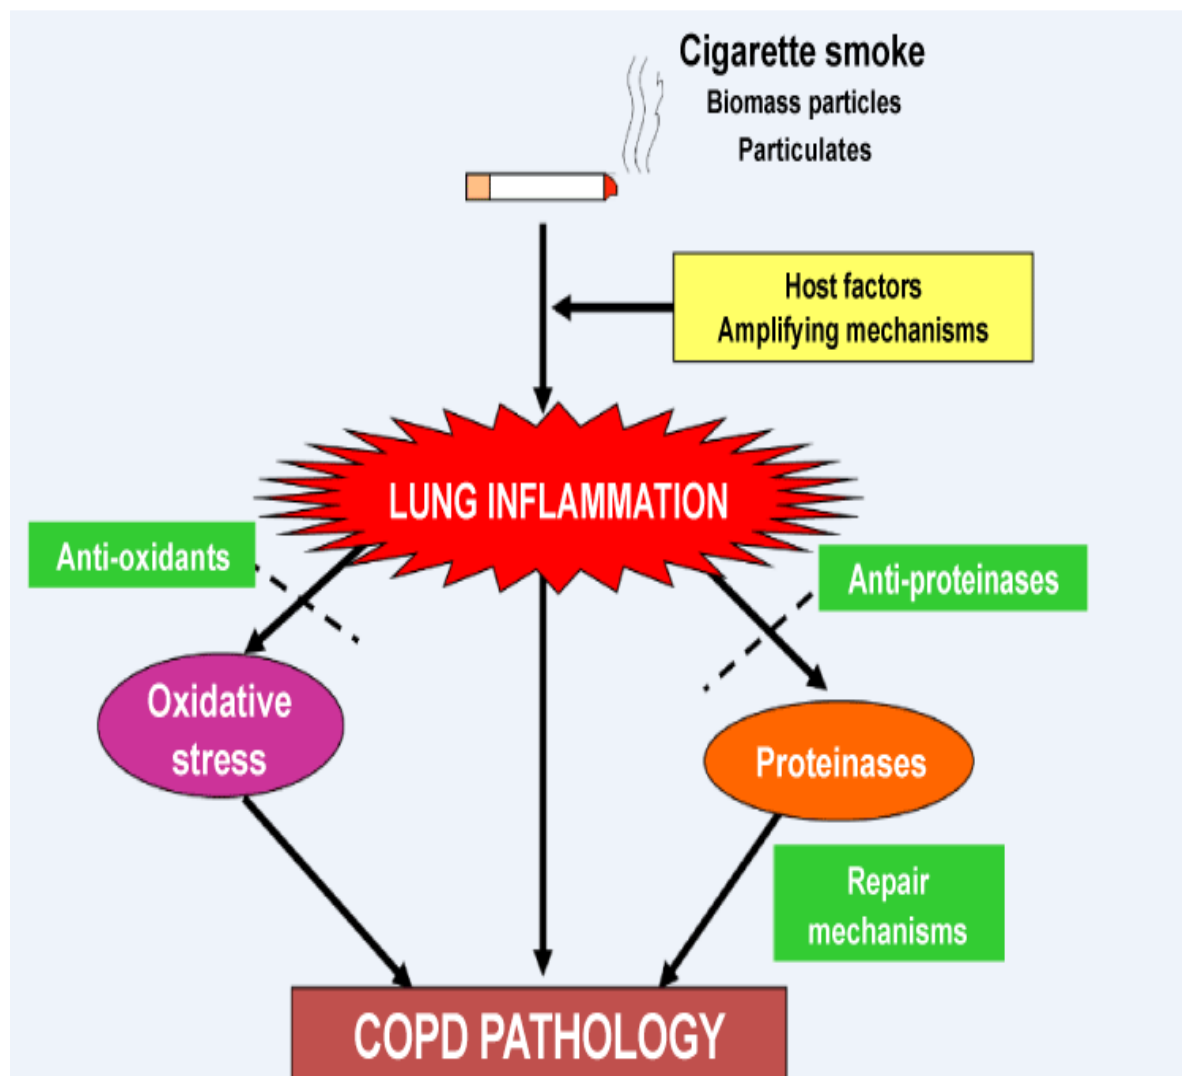 Cigarette smoke
Biomass particles
Particulates
Host factors
Amplifying mechanisms
LUNG INFLAMMATION
Anti-oxidants
Anti-proteinases
Oxidative
stress
Proteinases
Repair
mechanisms
COPD PATHOLOGY